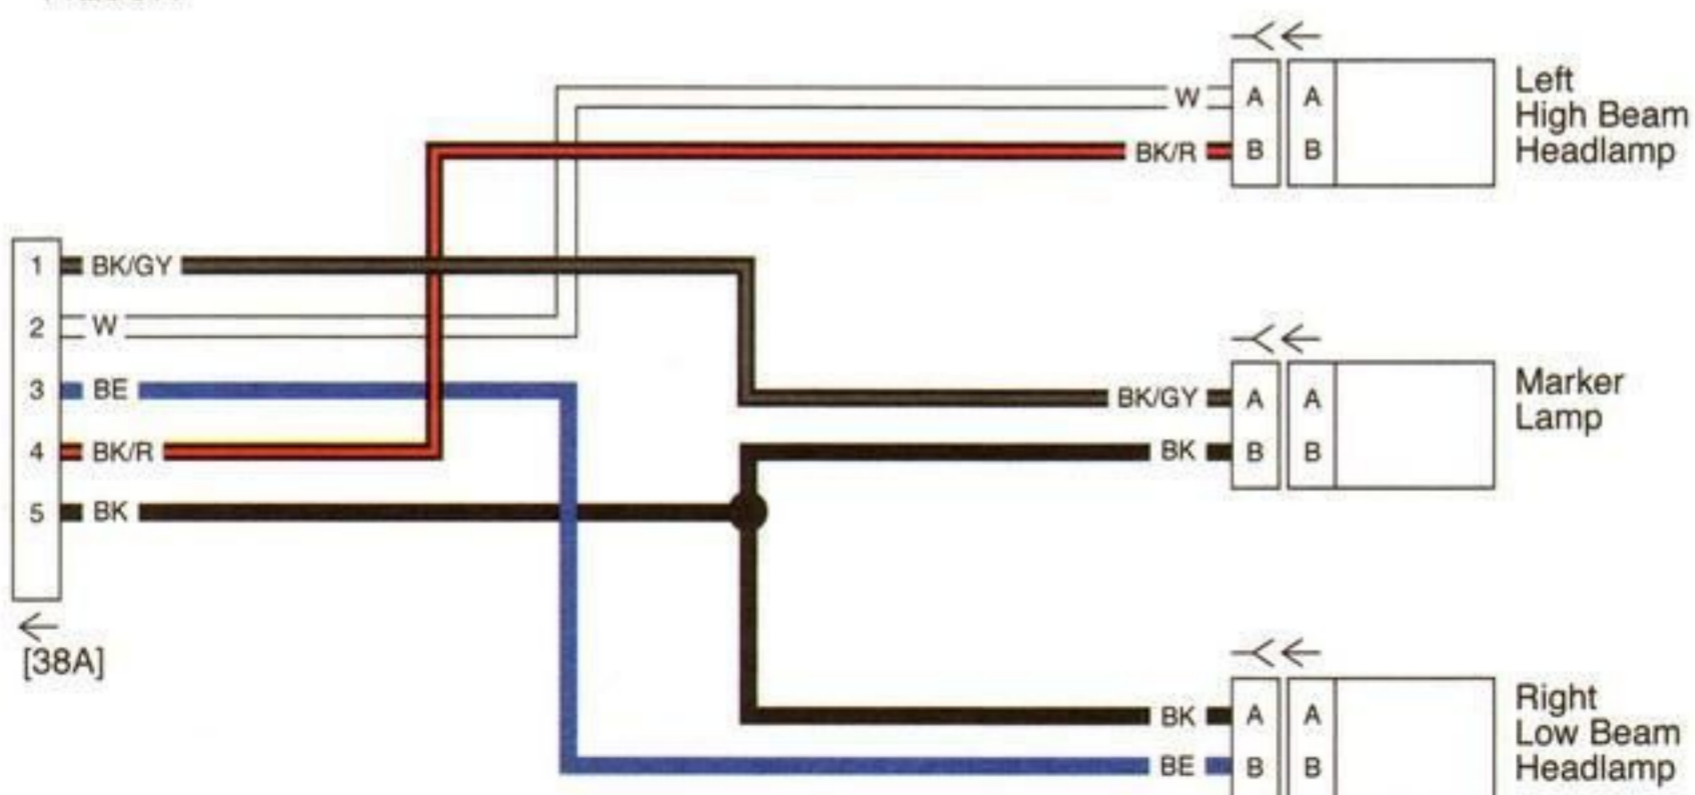 W
A
A
Left
High Beam
Headlamp
BK/R
B
B
1
BK/GY
2
W
3
BE
4
BK/R
5
BK
[38A]
BK/GY
A
A
Marker
Lamp
BK
B
B
BK
A
A
Right
Low Beam
Headlamp
BE
B
B